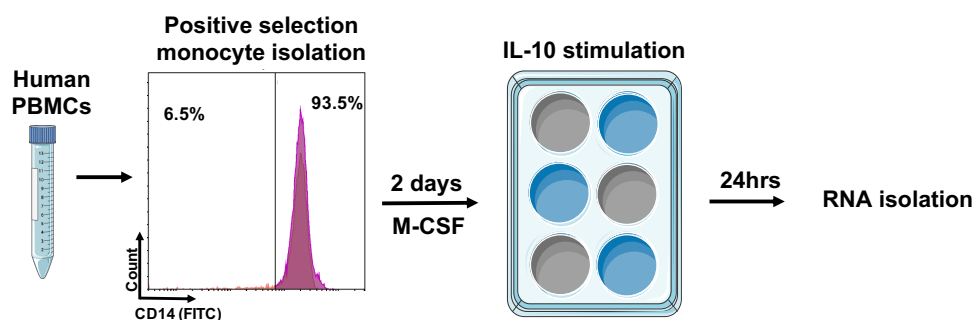 Human
PBMCs
Positive selection
monocyte isolation
6.5%
93.5%
Count
CD14 (FITC)
2 days
M-CSF
IL-10 stimulation
24hrs
RNA isolation